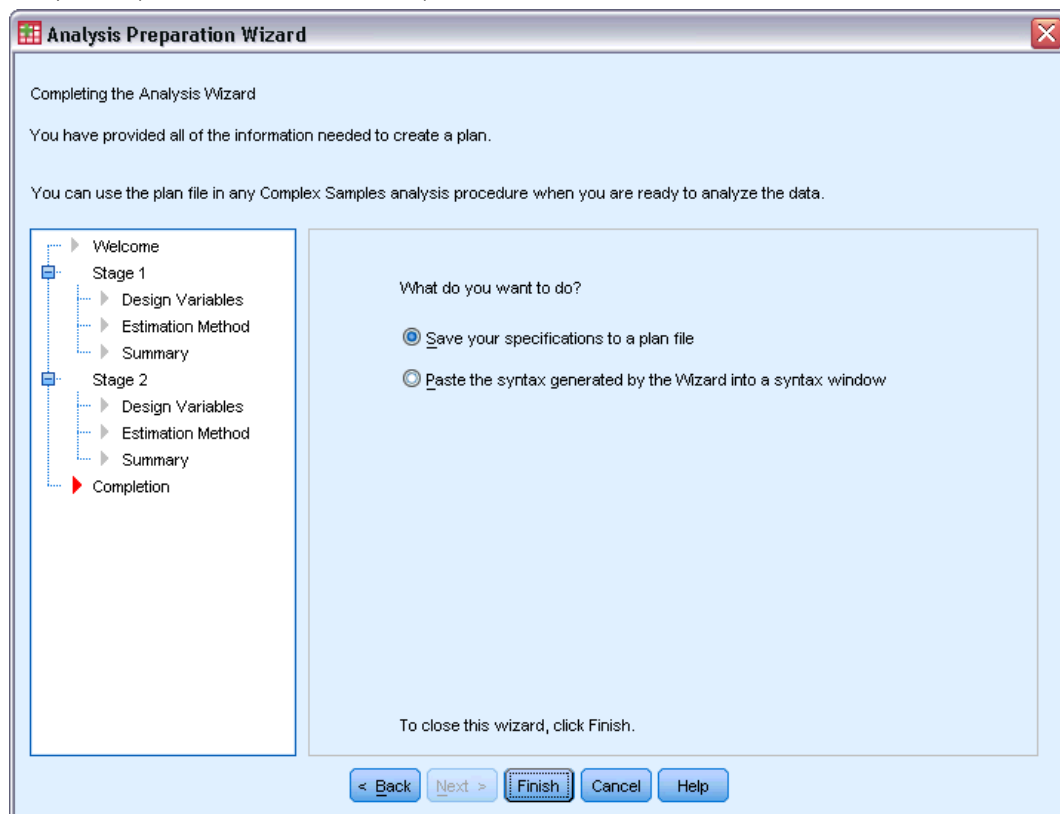 Analysis Preparation Wizard
Completing the Analysis Wizard
You have provided all of the information needed to create a plan.
You can use the plan file in any Complex Samples analysis procedure when you are ready to analyze the data.
Welcome
Stage 1
Design Variables
Estimation Method
Summary
Stage 2
Design Variables
Estimation Method
Summary
Completion
What do you want to do?
Save your specifications to a plan file
Paste the syntax generated by the Wizard into a syntax window
To close this wizard, click Finish.
< Back Next > Finish Cancel Help